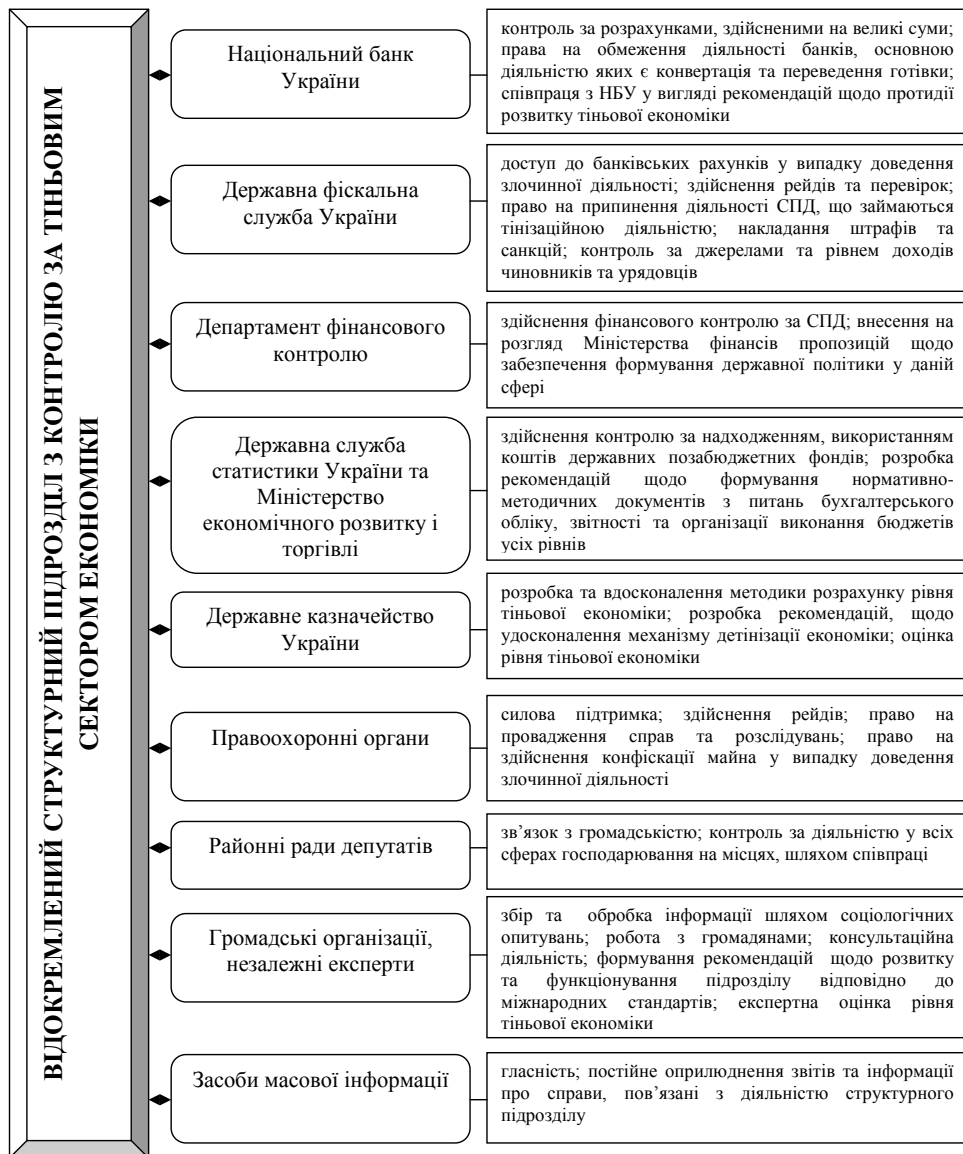 ВІДОКРЕМЛЕНИЙ СТРУКТУРНИЙ ПІДРОЗДІЛ З КОНТРОЛЮ ЗА ТІНЬОВИМ
СЕКТОРОМ ЕКОНОМІКИ
Національний банк
України
контроль за розрахунками, здійсненими на великі суми;
права на обмеження діяльності банків, основною
діяльністю яких є конвертація та переведення готівки;
співпраця з НБУ у вигляді рекомендацій щодо протидії
розвитку тіньової економіки
Державна фіскальна
служба України
доступ до банківських рахунків у випадку доведення
злочинної діяльності; здійснення рейдів та перевірок;
право на припинення діяльності СПД, що займаються
тінізаційною діяльністю; накладання штрафів та
санкцій; контроль за джерелами та рівнем доходів
чиновників та урядовців
Департамент фінансового
контролю
здійснення фінансового контролю за СПД; внесення на
розгляд Міністерства фінансів пропозицій щодо
забезпечення формування державної політики у даній
сфері
Державна служба
статистики України та
Міністерство
економічного розвитку і
торгівлі
здійснення контролю за надходженням, використанням
коштів державних позабюджетних фондів; розробка
рекомендацій щодо формування нормативно-
методичних документів з питань бухгалтерського
обліку, звітності та організації виконання бюджетів
усіх рівнів
Державне казначейство
України
розробка та вдосконалення методики розрахунку рівня
тіньової економіки; розробка рекомендацій, щодо
удосконалення механізму детінізації економіки; оцінка
рівня тіньової економіки
Правоохоронні органи
силова підтримка; здійснення рейдів; право на
провадження справ та розслідувань; право на
здійснення конфіскації майна у випадку доведення
злочинної діяльності
Районні ради депутатів
зв’язок з громадськістю; контроль за діяльністю у всіх
сферах господарювання на місцях, шляхом співпраці
Громадські організації,
незалежні експерти
збір та обробка інформації шляхом соціологічних
опитувань; робота з громадянами; консультаційна
діяльність; формування рекомендацій щодо розвитку
та функціонування підрозділу відповідно до
міжнародних стандартів; експертна оцінка рівня
тіньової економіки
Засоби масової інформації
гласність; постійне оприлюднення звітів та інформації
про справи, пов’язані з діяльністю структурного
підрозділу